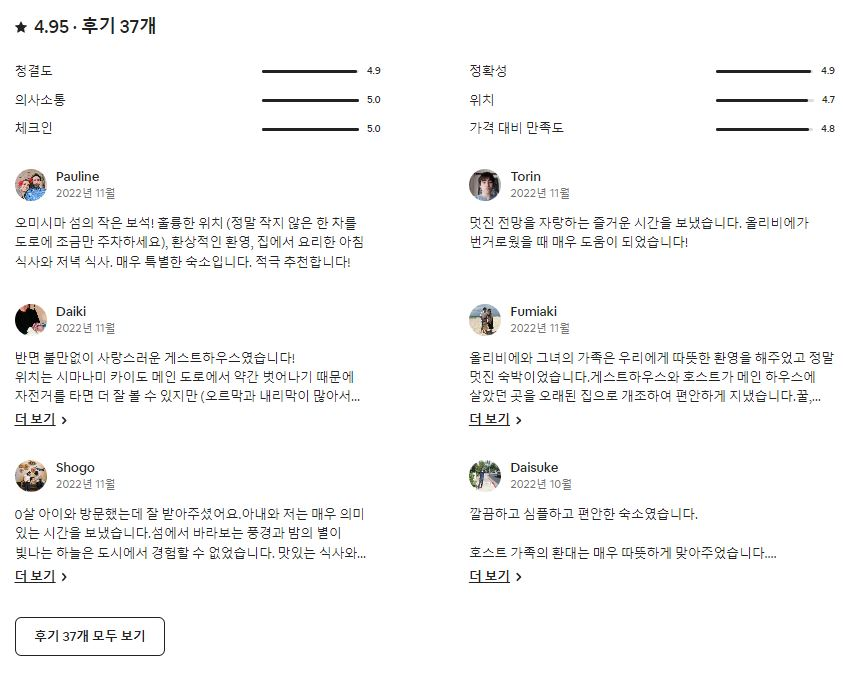 ★ 4.95 · 후기 37개
청결도 4.9
정확성 4.9
의사소통 5.0
위치 4.7
체크인 5.0
가격 대비 만족도 4.8
Pauline
2022년 11월
오미시마 섬의 작은 보석! 훌륭한 위치 (정말 작지 않은 한 자를
도로에 조금만 주차하세요), 환상적인 환영, 집에서 요리한 아침
식사와 저녁 식사. 매우 특별한 숙소입니다. 적극 추천합니다!
Torin
2022년 11월
멋진 전망을 자랑하는 즐거운 시간을 보냈습니다. 올리비에가
번거로웠을 때 매우 도움이 되었습니다!
Daiki
2022년 11월
반면 불만없이 사랑스러운 게스트하우스였습니다!
위치는 시마나미 카이도 메인 도로에서 약간 벗어나기 때문에
자전거를 타면 더 잘 볼 수 있지만 (오르막과 내리막이 많아서...
더 보기 >
Fumiaki
2022년 11월
올리비에와 그녀의 가족은 우리에게 따뜻한 환영을 해주었고 정말
멋진 숙박이었습니다.게스트하우스와 호스트가 메인 하우스에
살았던 곳을 오래된 집으로 개조하여 편안하게 지냈습니다.꿀,...
더 보기 >
Shogo
2022년 11월
0살 아이와 방문했는데 잘 받아주셨어요.아내와 저는 매우 의미
있는 시간을 보냈습니다.섬에서 바라보는 풍경과 밤의 별이
빛나는 하늘은 도시에서 경험할 수 없었습니다. 맛있는 식사와...
더 보기 >
Daisuke
2022년 10월
깔끔하고 심플하고 편안한 숙소였습니다.
호스트 가족의 환대는 매우 따뜻하게 맞아주었습니다....
더 보기 >
후기 37개 모두 보기